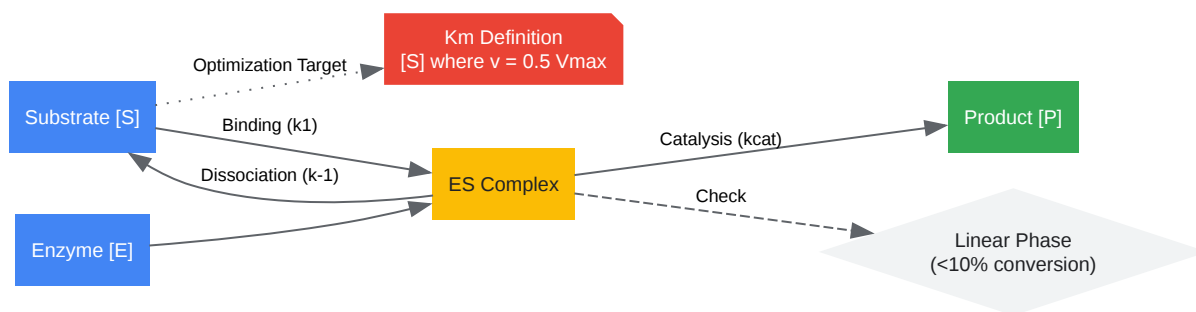 Km Definition
[S] where v = 0.5 Vmax
Optimization Target
Substrate [S]
Binding (k1)
Dissociation (k-1)
ES Complex
Enzyme [E]
Catalysis (kcat)
Product [P]
Check
Linear Phase
(<10% conversion)